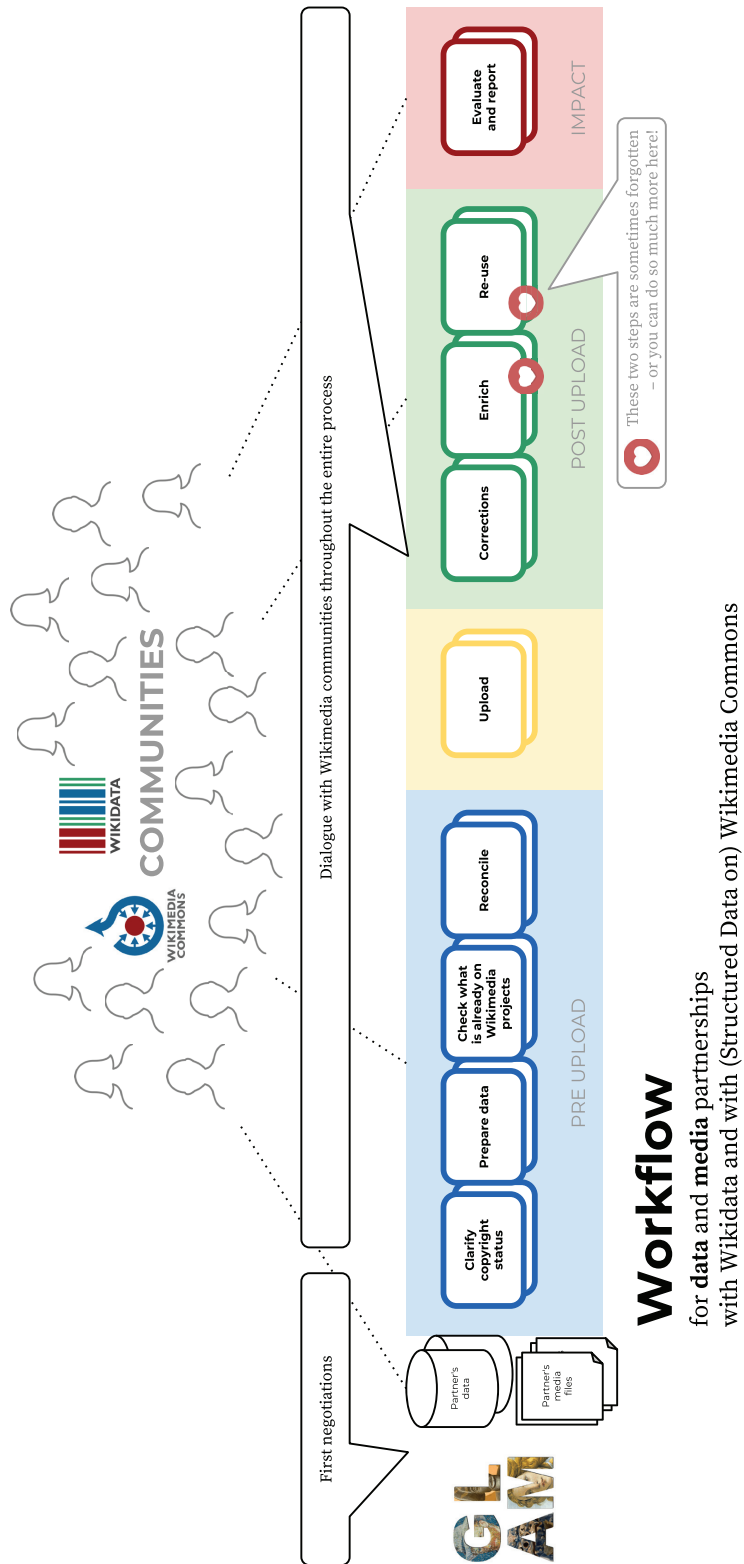 WIKIMEDIA
COMMONS
WIKIDATA
COMMUNITIES
First negotiations
Dialogue with Wikimedia communities throughout the entire process
GL
AM
Partner's
data
Partner's
media
files
Clarify
copyright
status
Prepare data
Check what
is already on
Wikimedia
projects
Reconcile
PRE UPLOAD
Upload
Corrections
Enrich
Re-use
POST UPLOAD
Evaluate
and report
IMPACT
These two steps are sometimes forgotten
– or you can do so much more here!
Workflow
for data and media partnerships
with Wikidata and with (Structured Data on) Wikimedia Commons